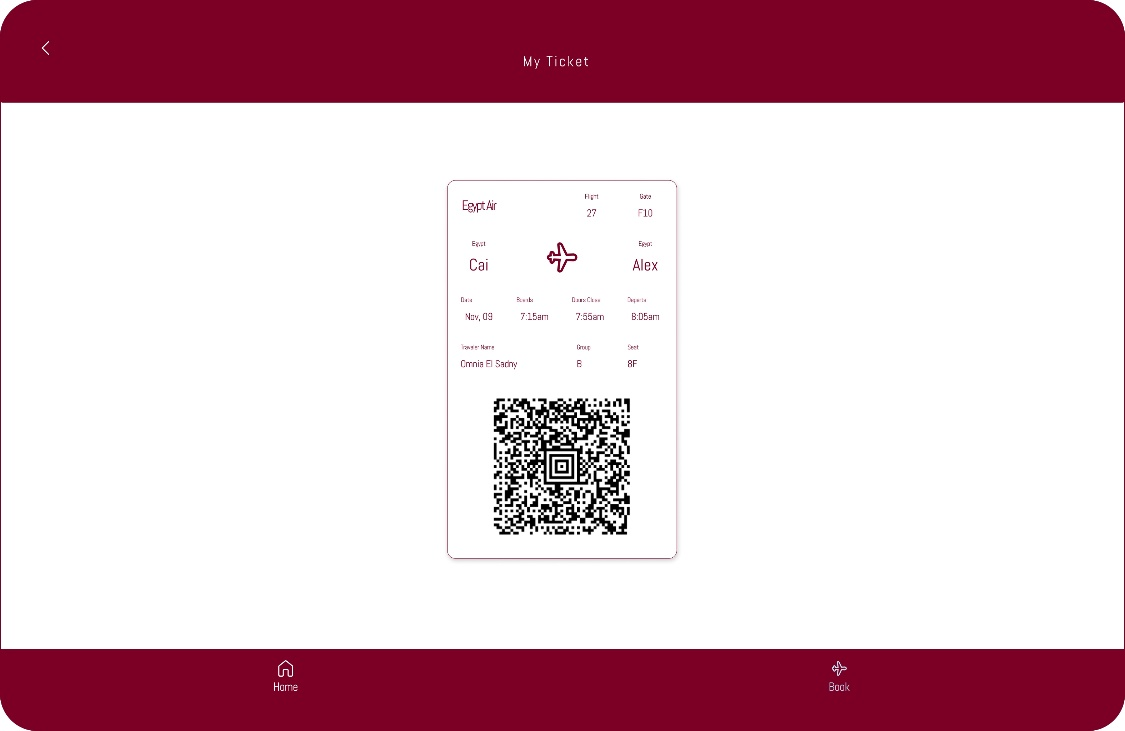 My Ticket
Egypt Air
Flight Gate
27 F10
Egypt Egypt
Cai Alex
Date Boards Doors Close Departs
Nov, 09 7:15am 7:55am 8:05am
Traveler Name Group Seat
Omnia El Sadny B 8F
Home Book